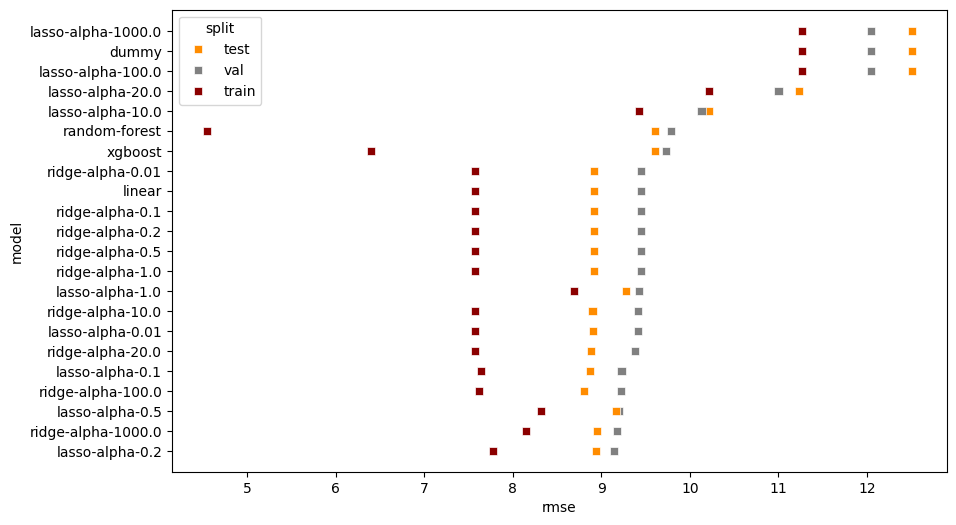 split
test
val
train
model
lasso-alpha-1000.0
dummy
lasso-alpha-100.0
lasso-alpha-20.0
lasso-alpha-10.0
random-forest
xgboost
ridge-alpha-0.01
linear
ridge-alpha-0.1
ridge-alpha-0.2
ridge-alpha-0.5
ridge-alpha-1.0
lasso-alpha-1.0
ridge-alpha-10.0
lasso-alpha-0.01
ridge-alpha-20.0
lasso-alpha-0.1
ridge-alpha-100.0
lasso-alpha-0.5
ridge-alpha-1000.0
lasso-alpha-0.2
5 6 7 8 9 10 11 12
rmse